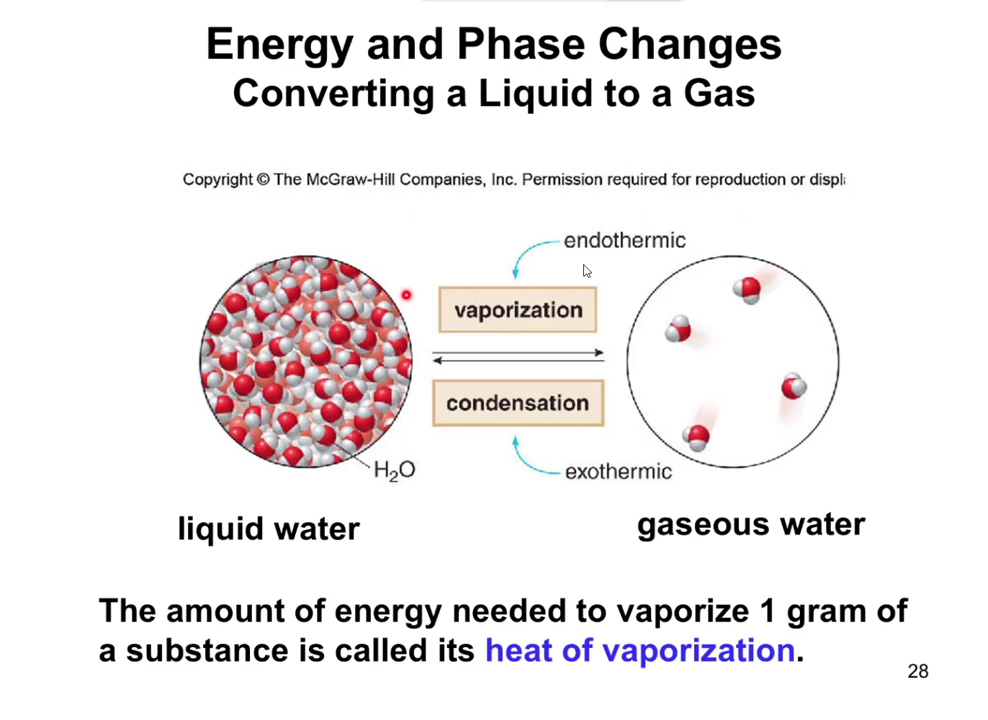 Energy and Phase Changes
Converting a Liquid to a Gas
Copyright © The McGraw-Hill Companies, Inc. Permission required for reproduction or
endothermic
vaporization
condensation
H₂O
exothermic
liquid water
gaseous water
The amount of energy needed to vaporize 1 gram of
a substance is called its heat of vaporization.
28